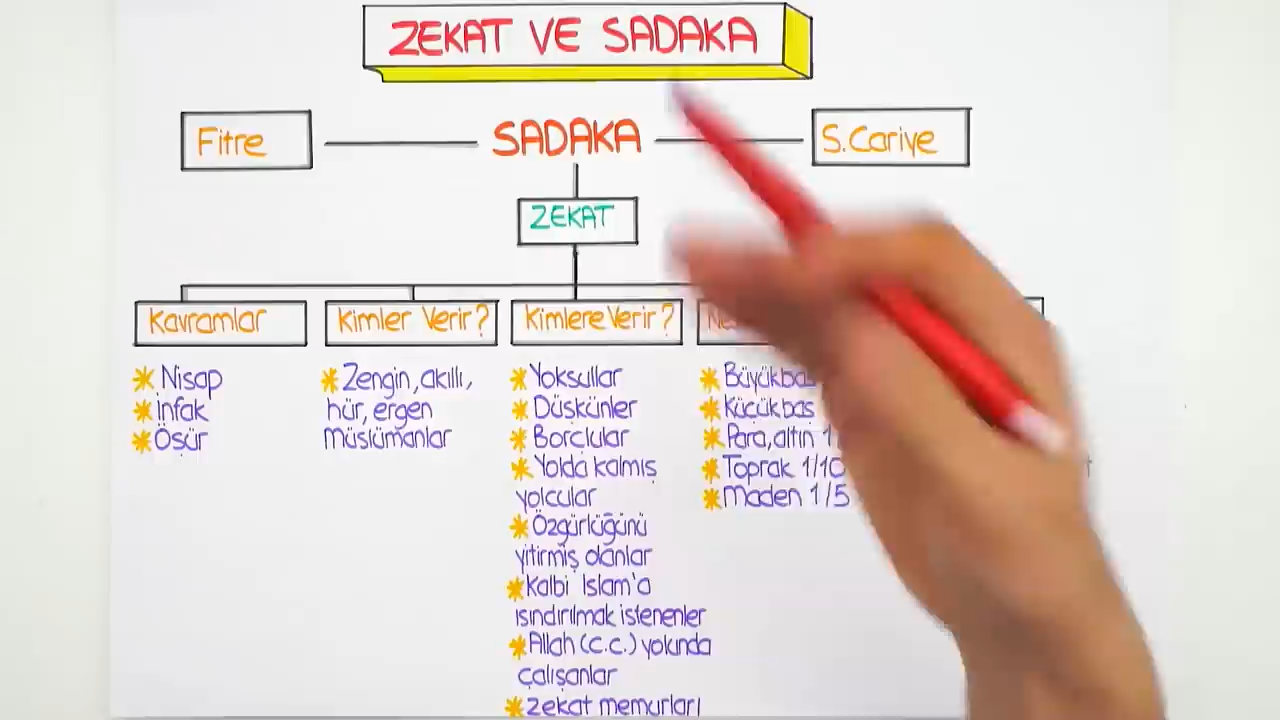 ZEKAT VE SADAKA
Fitre
SADAKA
S.Cariye
ZEKAT
Kavramlar
Kimler Verir?
Kimlere Verir?
* Nisap
* İnfak
* Öşür
* Zengin, akıllı,
hür, ergen
müslümanlar
* Yoksullar
* Düşkünler
* Borçlular
* Yolda kalmış
yolcular
* Özgürlüğünü
yitirmiş olanlar
* Kalbi İslam'a
ısındırılmak istenenler
* Allah (c.c.) yolunda
çalışanlar
* Zekat memurları
* Büyükbaş
* Küçükbaş
* Para, altın
* Toprak 1/10
* Maden 1/5